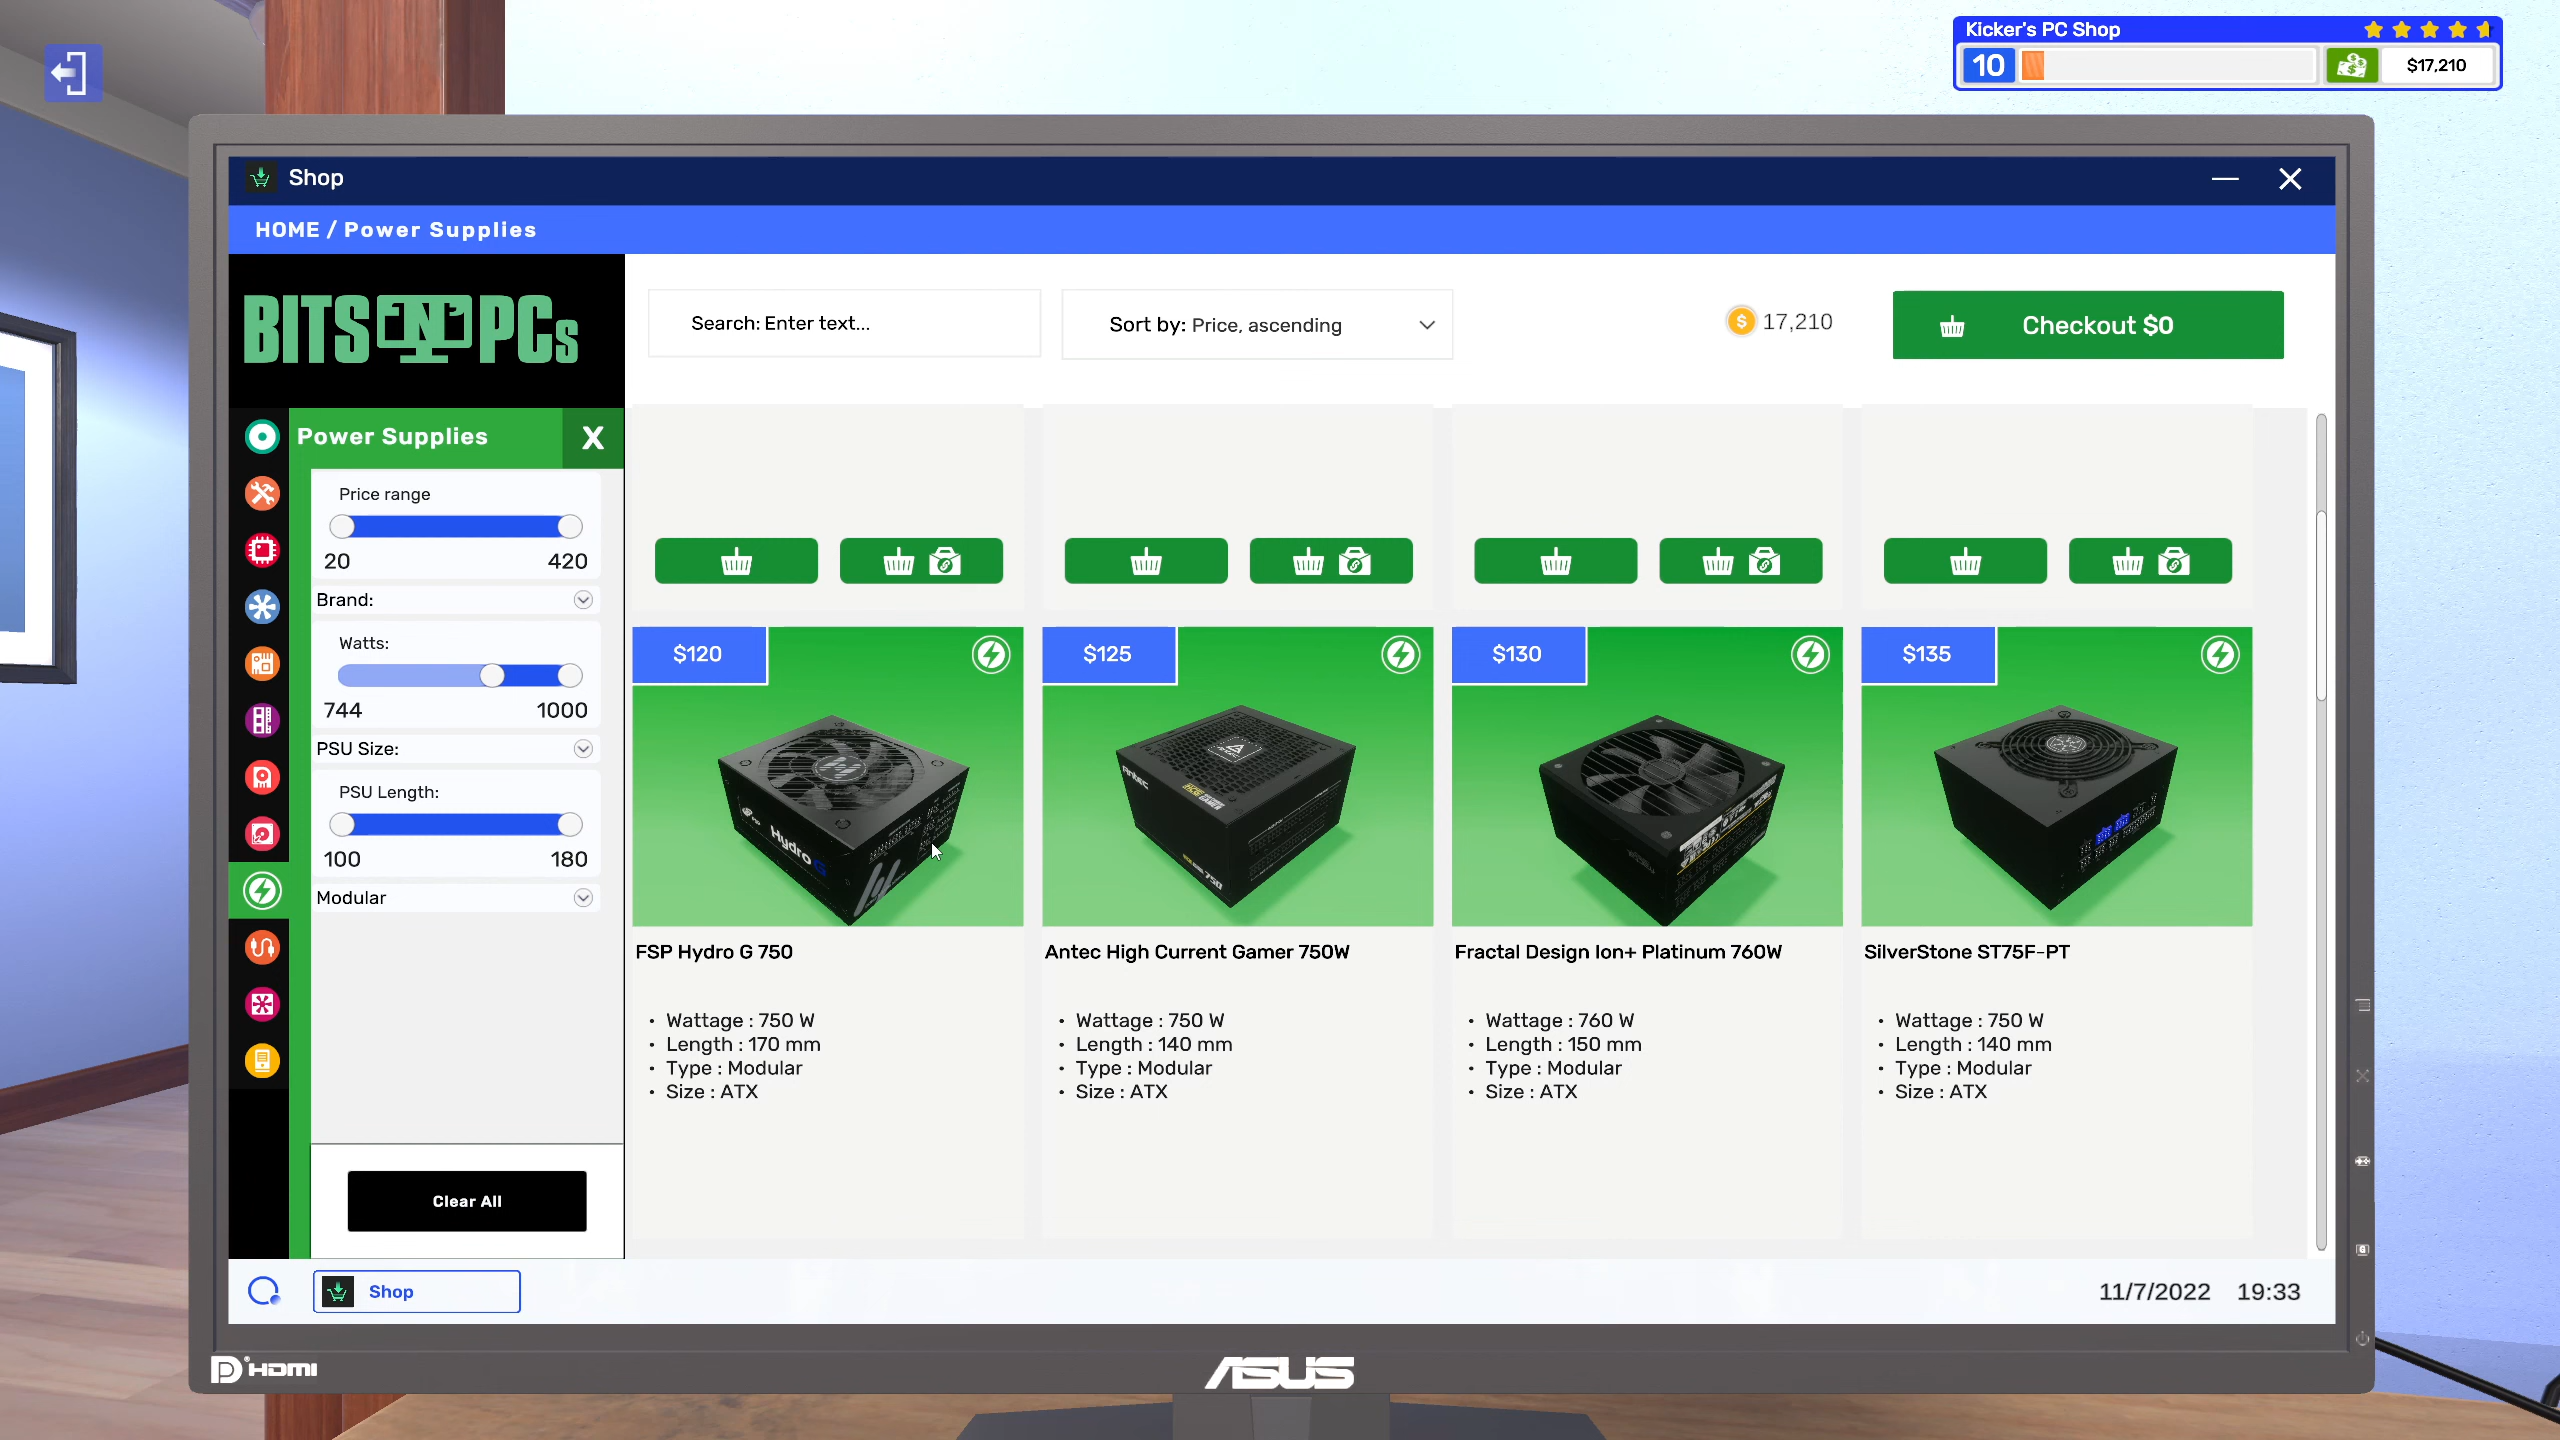 Kicker's PC Shop
10
$17,210
Shop
HOME / Power Supplies
BITS EN PCs
Search: Enter text...
Sort by: Price, ascending
17,210
Checkout $0
Power Supplies
X
Price range
20
420
Brand:
Watts:
744
1000
PSU Size:
PSU Length:
100
180
Modular
Clear All
$120
$125
$130
$135
Hydro G
Antec
FSP Hydro G 750
Wattage : 750 W
Length : 170 mm
Type : Modular
Size : ATX
Antec High Current Gamer 750W
Wattage : 750 W
Length : 140 mm
Type : Modular
Size : ATX
Fractal Design Ion+ Platinum 760W
Wattage : 760 W
Length : 150 mm
Type : Modular
Size : ATX
SilverStone ST75F-PT
Wattage : 750 W
Length : 140 mm
Type : Modular
Size : ATX
Shop
11/7/2022
19:33
HDMI
ASUS